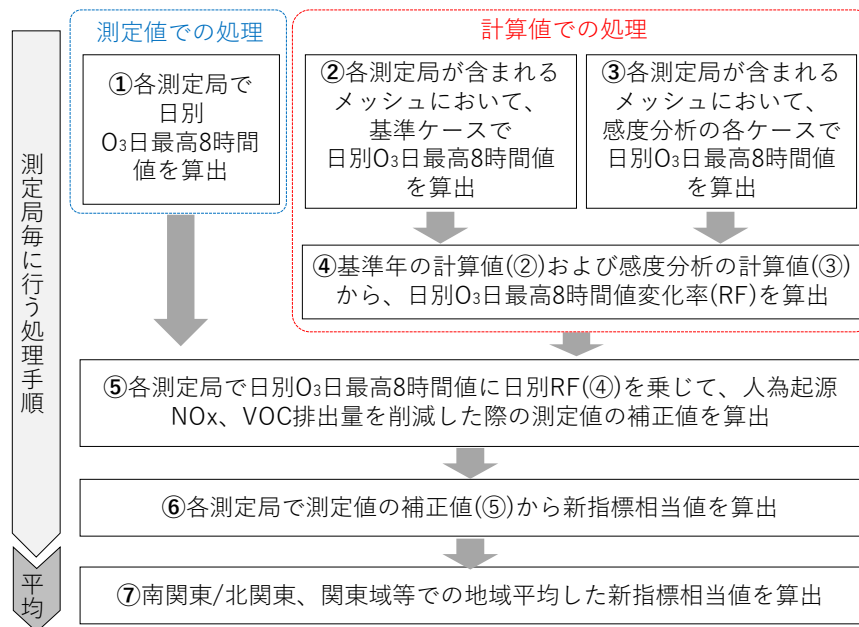 測定値での処理
計算値での処理
①各測定局で
日別
O₃日最高8時間
値を算出
②各測定局が含まれる
メッシュにおいて、
基準ケースで
日別O₃日最高8時間値
を算出
③各測定局が含まれる
メッシュにおいて、
感度分析の各ケースで
日別O₃日最高8時間値
を算出
④基準年の計算値(②)および感度分析の計算値(③)
から、日別O₃日最高8時間値変化率(RF)を算出
測定局毎に行う処理手順
⑤各測定局で日別O₃日最高8時間値に日別RF(④)を乗じて、人為起源
NOx、VOC排出量を削減した際の測定値の補正値を算出
⑥各測定局で測定値の補正値(⑤)から新指標相当値を算出
平均
⑦南関東/北関東、関東域等での地域平均した新指標相当値を算出